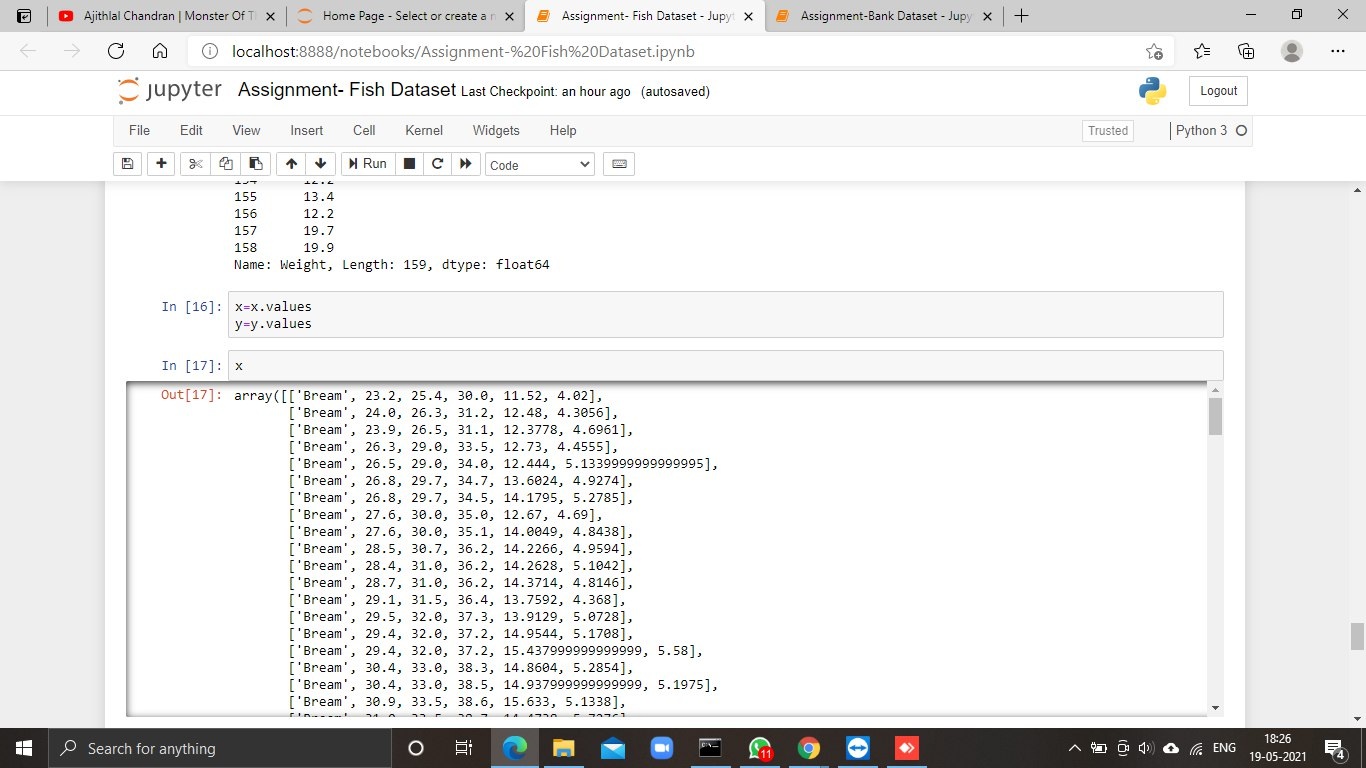 Ajithlal Chandran | Monster Of Th
Home Page - Select or create a n
Assignment- Fish Dataset - Jupyt
Assignment-Bank Dataset - Jupy
localhost:8888/notebooks/Assignment-%20Fish%20Dataset.ipynb
jupyter Assignment- Fish Dataset Last Checkpoint: an hour ago (autosaved)
Logout
File Edit View Insert Cell Kernel Widgets Help
Trusted
Python 3
Run
Code
154 12.2
155 13.4
156 12.2
157 19.7
158 19.9
Name: Weight, Length: 159, dtype: float64
In [16]: x=x.values
y=y.values
In [17]: x
Out[17]: array([['Bream', 23.2, 25.4, 30.0, 11.52, 4.02],
['Bream', 24.0, 26.3, 31.2, 12.48, 4.3056],
['Bream', 23.9, 26.5, 31.1, 12.3778, 4.6961],
['Bream', 26.3, 29.0, 33.5, 12.73, 4.4555],
['Bream', 26.5, 29.0, 34.0, 12.444, 5.1339999999999995],
['Bream', 26.8, 29.7, 34.7, 13.6024, 4.9274],
['Bream', 26.8, 29.7, 34.5, 14.1795, 5.2785],
['Bream', 27.6, 30.0, 35.0, 12.67, 4.69],
['Bream', 27.6, 30.0, 35.1, 14.0049, 4.8438],
['Bream', 28.5, 30.7, 36.2, 14.2266, 4.9594],
['Bream', 28.4, 31.0, 36.2, 14.2628, 5.1042],
['Bream', 28.7, 31.0, 36.2, 14.3714, 4.8146],
['Bream', 29.1, 31.5, 36.4, 13.7592, 4.368],
['Bream', 29.5, 32.0, 37.3, 13.9129, 5.0728],
['Bream', 29.4, 32.0, 37.2, 14.9544, 5.1708],
['Bream', 29.4, 32.0, 37.2, 15.437999999999999, 5.58],
['Bream', 30.4, 33.0, 38.3, 14.8604, 5.2854],
['Bream', 30.4, 33.0, 38.5, 14.937999999999999, 5.1975],
['Bream', 30.9, 33.5, 38.6, 15.633, 5.1338],
Search for anything
11
ENG
18:26
19-05-2021
4